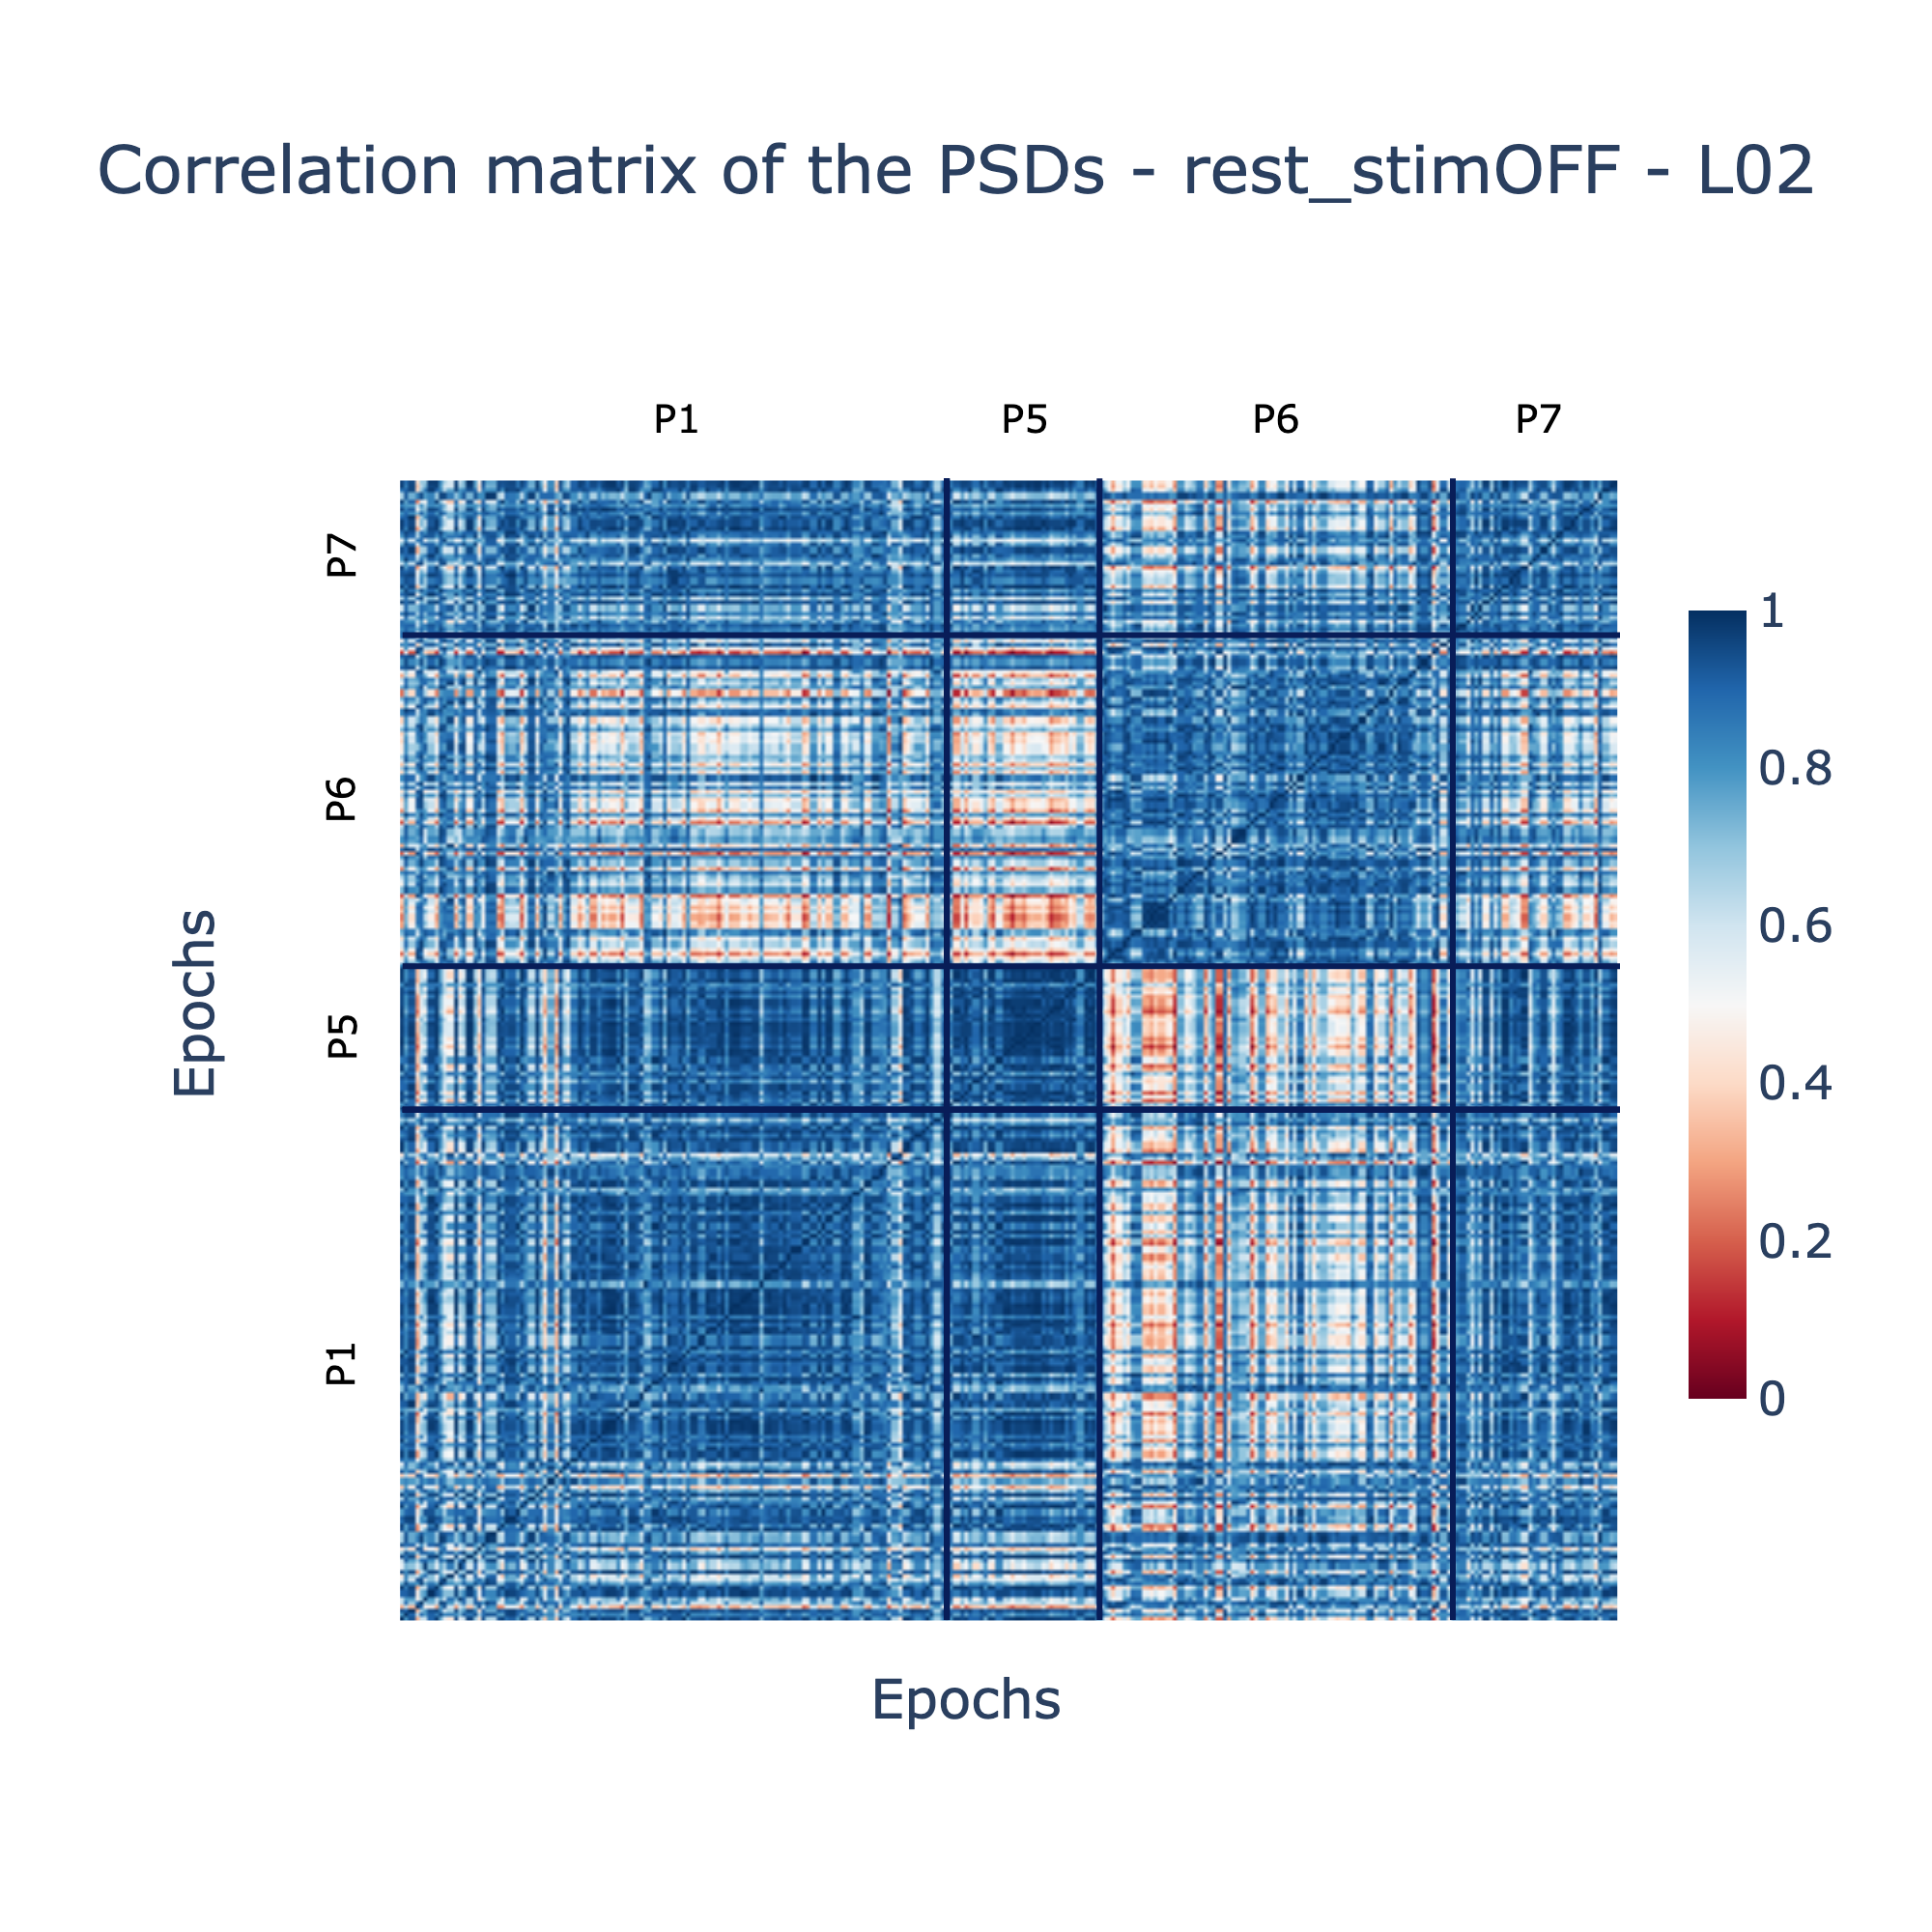 Correlation matrix of the PSDs - rest_stimOFF - L02
P1 P5 P6 P7
P7
P6
P5
P1
Epochs
Epochs
1
0.8
0.6
0.4
0.2
0